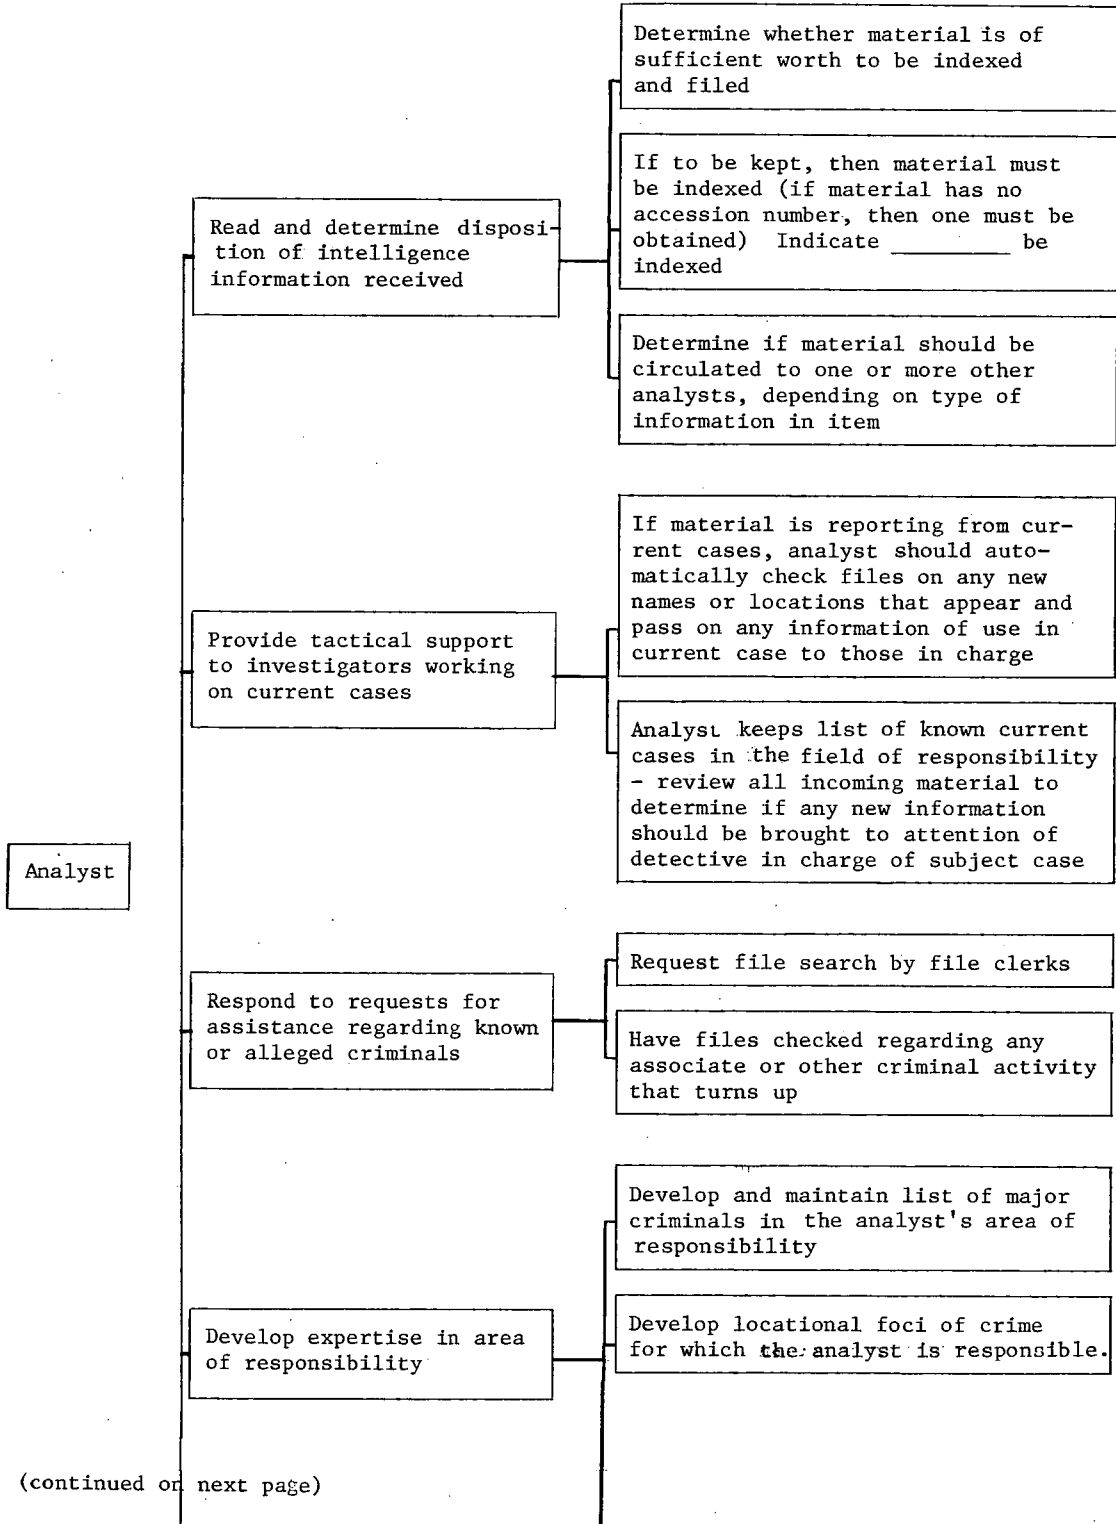 Determine whether material is of
sufficient worth to be indexed
and filed
If to be kept, then material must
be indexed (if material has no
accession number, then one must be
obtained) Indicate __________ be
indexed
Read and determine disposi-
tion of intelligence
information received
Determine if material should be
circulated to one or more other
analysts, depending on type of
information in item
If material is reporting from cur-
rent cases, analyst should auto-
matically check files on any new
names or locations that appear and
pass on any information of use in
current case to those in charge
Provide tactical support
to investigators working
on current cases
Analyst keeps list of known current
cases in the field of responsibility
- review all incoming material to
determine if any new information
should be brought to attention of
detective in charge of subject case
Analyst
Request file search by file clerks
Respond to requests for
assistance regarding known
or alleged criminals
Have files checked regarding any
associate or other criminal activity
that turns up
Develop and maintain list of major
criminals in the analyst's area of
responsibility
Develop expertise in area
of responsibility
Develop locational foci of crime
for which the analyst is responsible.
(continued on next page)